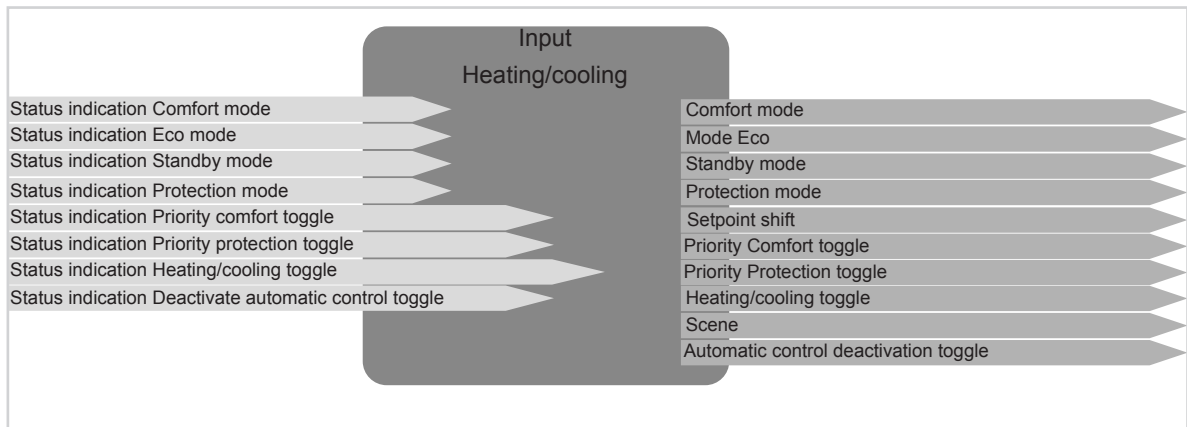 Input
Heating/cooling
Status indication Comfort mode
Status indication Eco mode
Status indication Standby mode
Status indication Protection mode
Status indication Priority comfort toggle
Status indication Priority protection toggle
Status indication Heating/cooling toggle
Status indication Deactivate automatic control toggle
Comfort mode
Mode Eco
Standby mode
Protection mode
Setpoint shift
Priority Comfort toggle
Priority Protection toggle
Heating/cooling toggle
Scene
Automatic control deactivation toggle